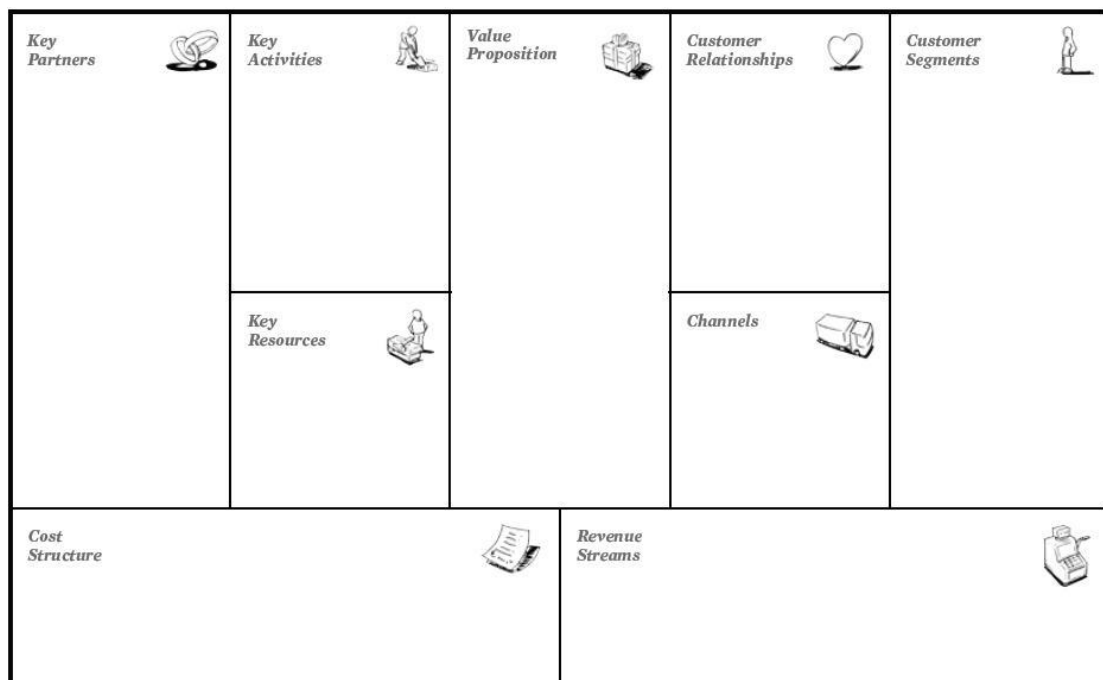 Key
Partners
Key
Activities
Value
Proposition
Customer
Relationships
Customer
Segments
Key
Resources
Channels
Cost
Structure
Revenue
Streams